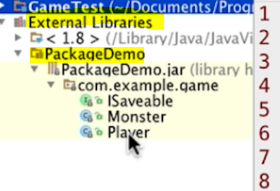 GameTest (~/Documents/Prog
External Libraries
< 1.8 > (/Library/Java/JavaVi
PackageDemo
PackageDemo.jar (library h
com.example.game
ISaveable
Monster
Player
1
2
3
4
5
6
7
8